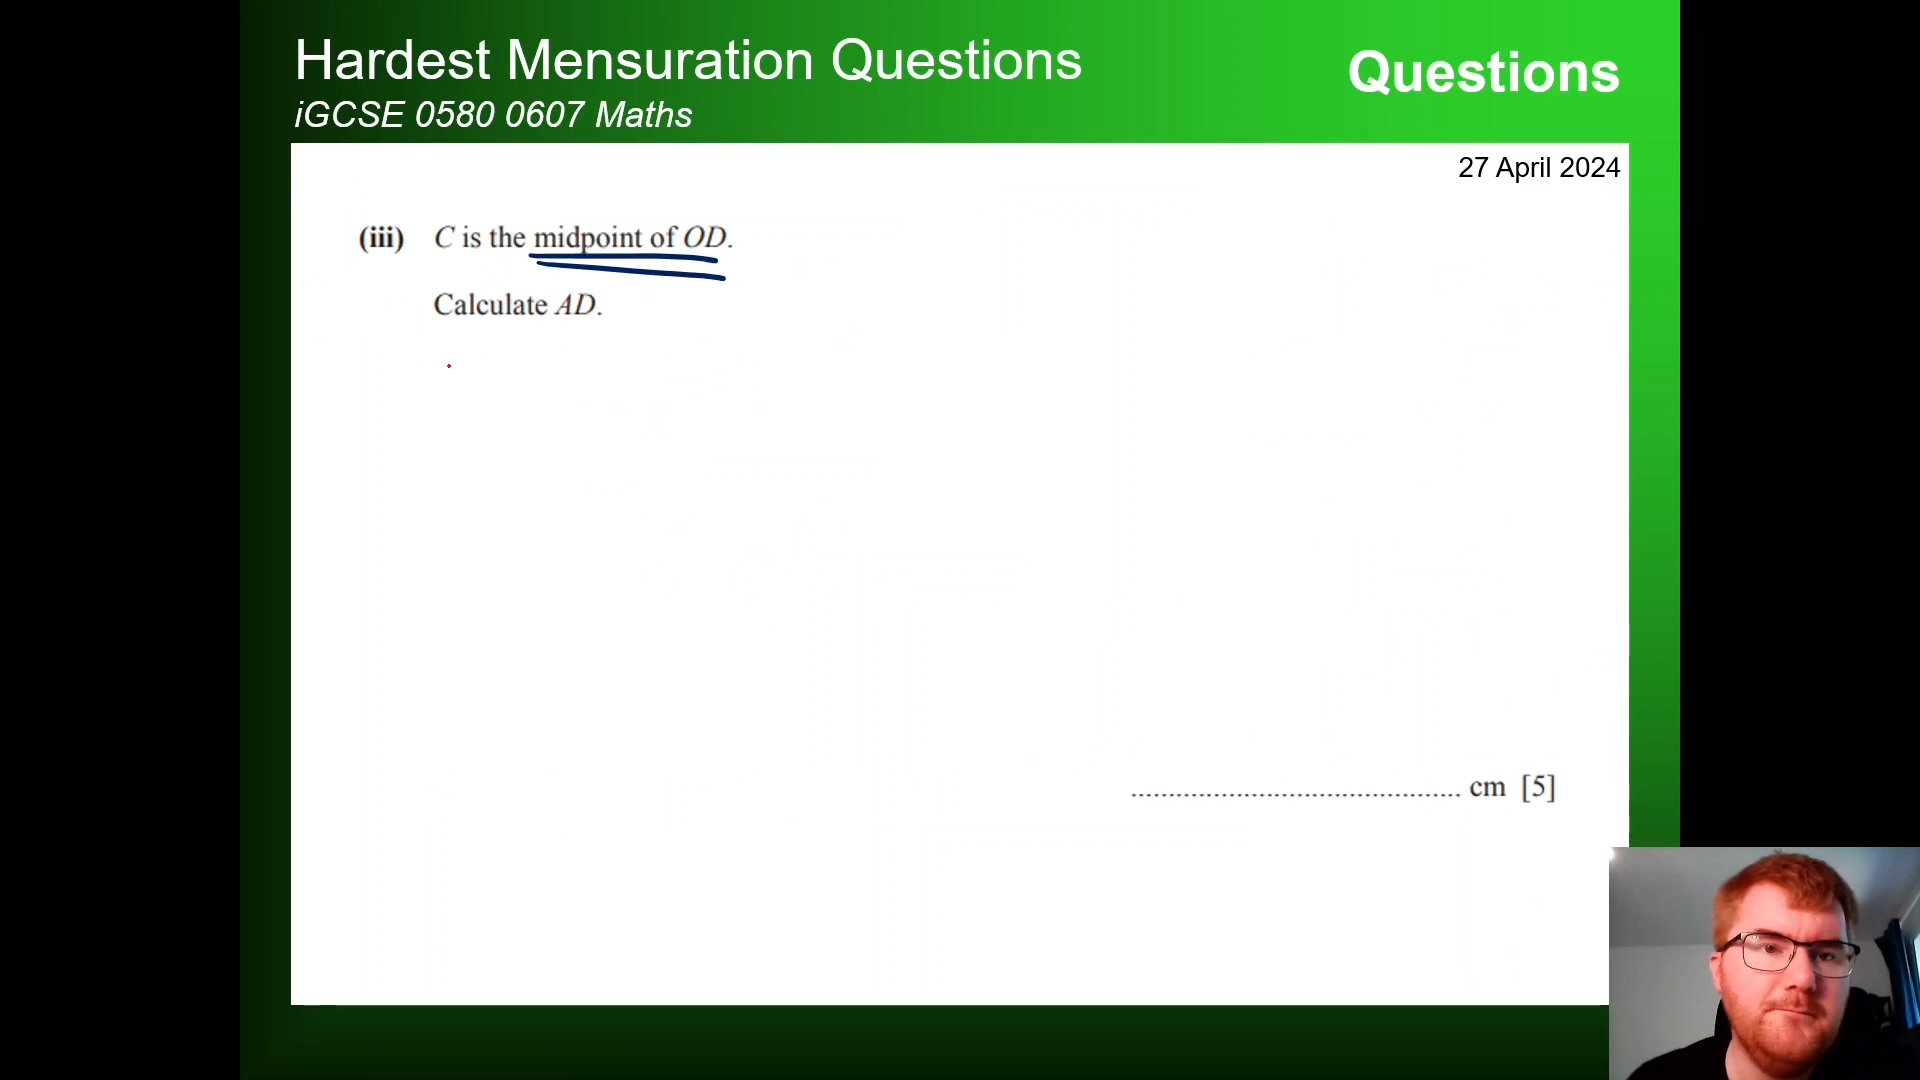 Hardest Mensuration Questions
Questions
iGCSE 0580 0607 Maths
27 April 2024
(iii) C is the midpoint of OD.
Calculate AD.
.......................................... cm [5]